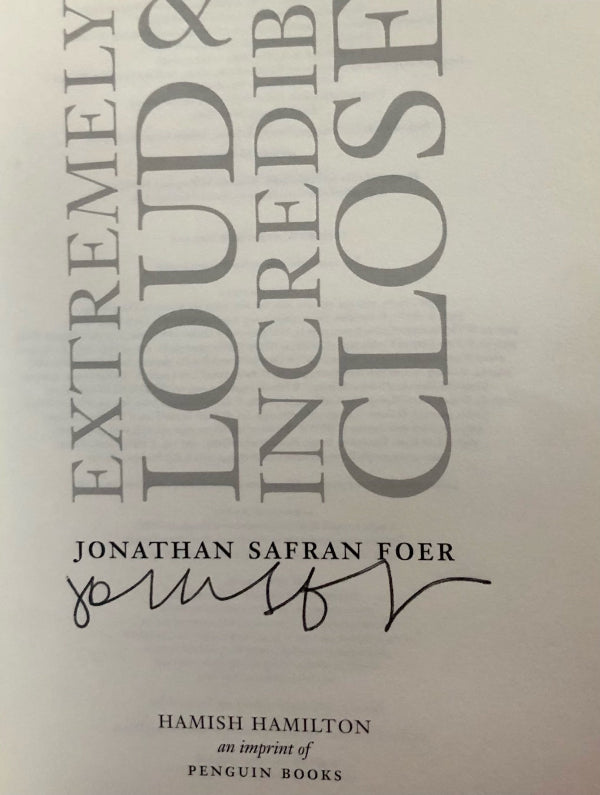 EXTREMELY
LOUD &
INCREDIB
CLOSE
JONATHAN SAFRAN FOER
HAMISH HAMILTON
an imprint of
PENGUIN BOOKS